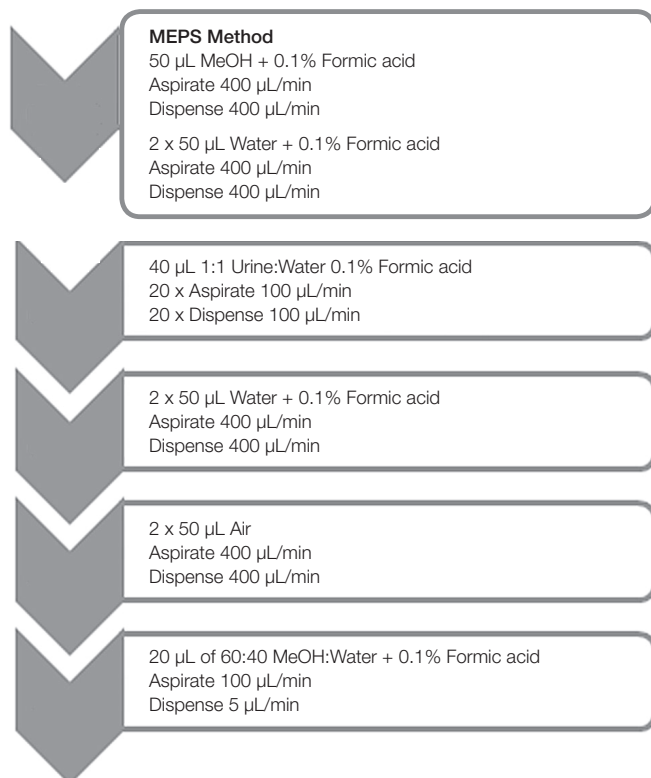 MEPS Method
50 µL MeOH + 0.1% Formic acid
Aspirate 400 µL/min
Dispense 400 µL/min
2 x 50 µL Water + 0.1% Formic acid
Aspirate 400 µL/min
Dispense 400 µL/min
40 µL 1:1 Urine:Water 0.1% Formic acid
20 x Aspirate 100 µL/min
20 x Dispense 100 µL/min
2 x 50 µL Water + 0.1% Formic acid
Aspirate 400 µL/min
Dispense 400 µL/min
2 x 50 µL Air
Aspirate 400 µL/min
Dispense 400 µL/min
20 µL of 60:40 MeOH:Water + 0.1% Formic acid
Aspirate 100 µL/min
Dispense 5 µL/min